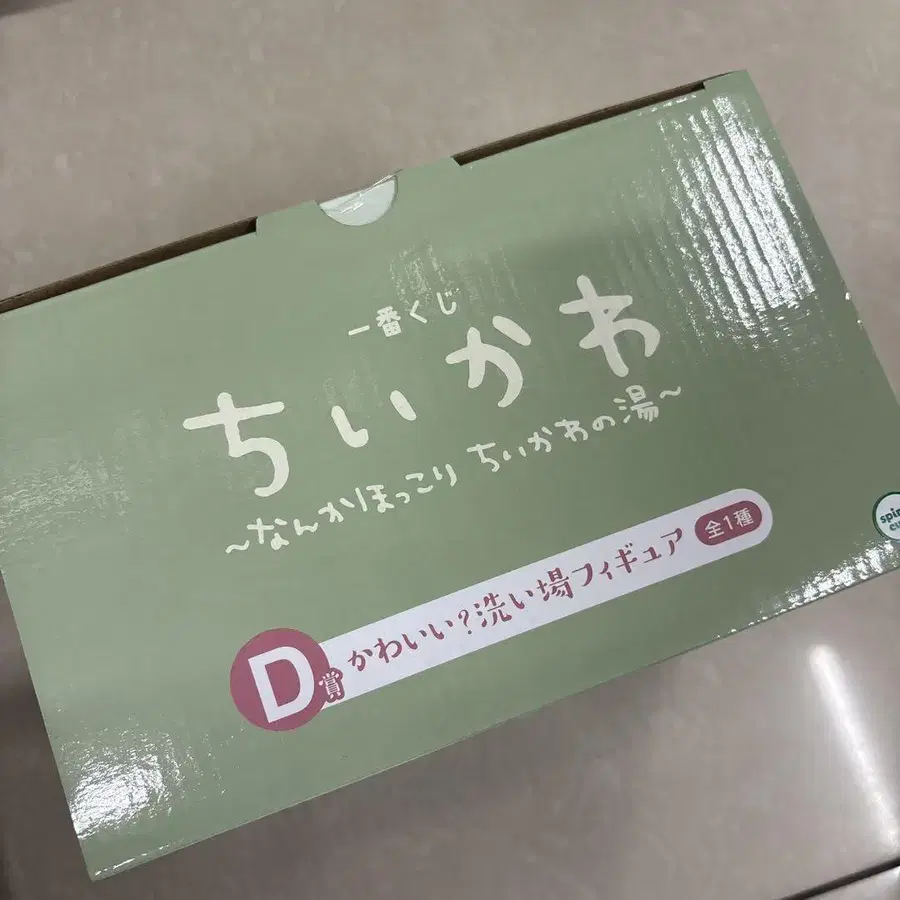 一番くじ
ちいかわ
~なんかほっこり ちいかわの湯~
D賞 かわいい?洗い場フィギュア 全1種